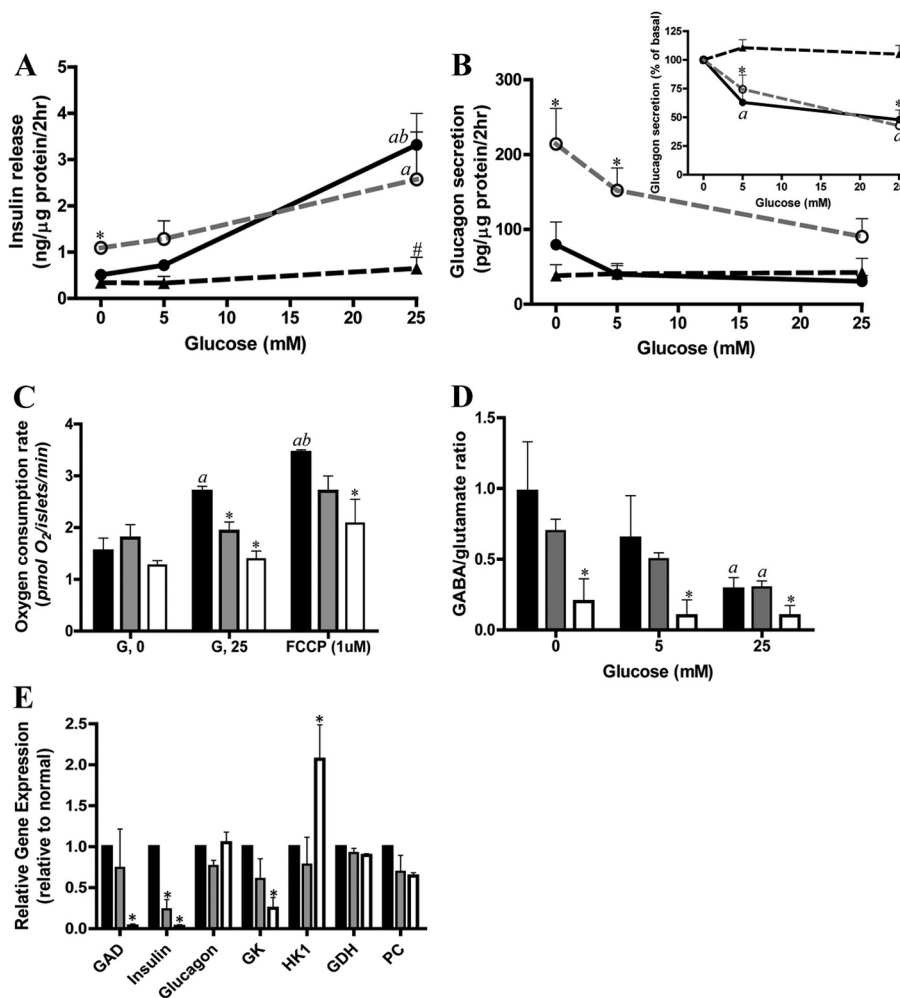 A
Insulin release
(ng/μg protein/2hr)
5
4
3
2
1
0
*
ab
a
#
0
5
10
15
20
25
Glucose (mM)
B
Glucagon secretion
(pg/μg protein/2hr)
300
200
100
0
*
*
0
5
10
15
20
25
Glucose (mM)
Glucagon secretion (% of basal)
125
100
75
50
25
0
*
a
*
a
0
5
10
15
20
25
Glucose (mM)
C
Oxygen consumption rate
(pmol O2/islets/min)
4
3
2
1
0
a
*
*
ab
*
G, 0
G, 25
FCCP (1uM)
D
GABA/glutamate ratio
1.5
1.0
0.5
0.0
*
*
a
a
*
0
5
25
Glucose (mM)
E
Relative Gene Expression
(relative to normal)
2.5
2.0
1.5
1.0
0.5
0.0
*
*
*
*
*
GAD
Insulin
Glucagon
GK
HK1
GDH
PC